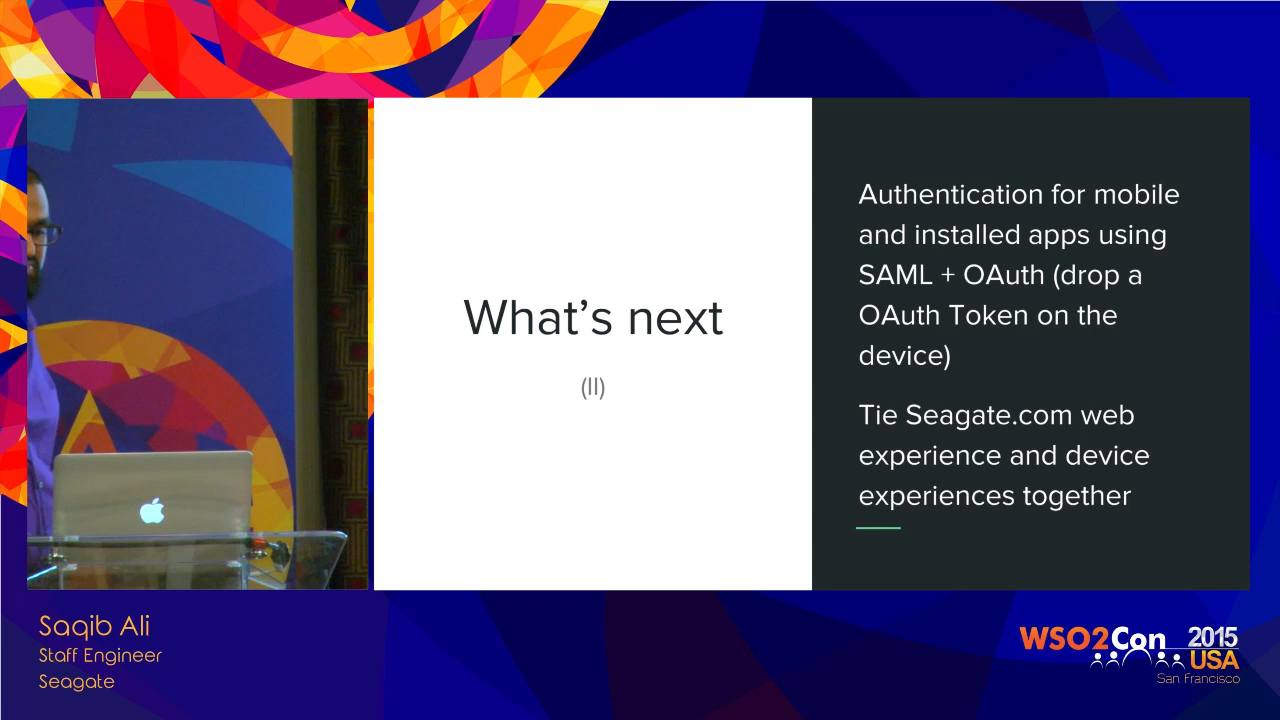 What's next
(II)
Authentication for mobile
and installed apps using
SAML + OAuth (drop a
OAuth Token on the
device)
Tie Seagate.com web
experience and device
experiences together
Saqib Ali
Staff Engineer
Seagate
WSO2Con 2015
USA
San Francisco